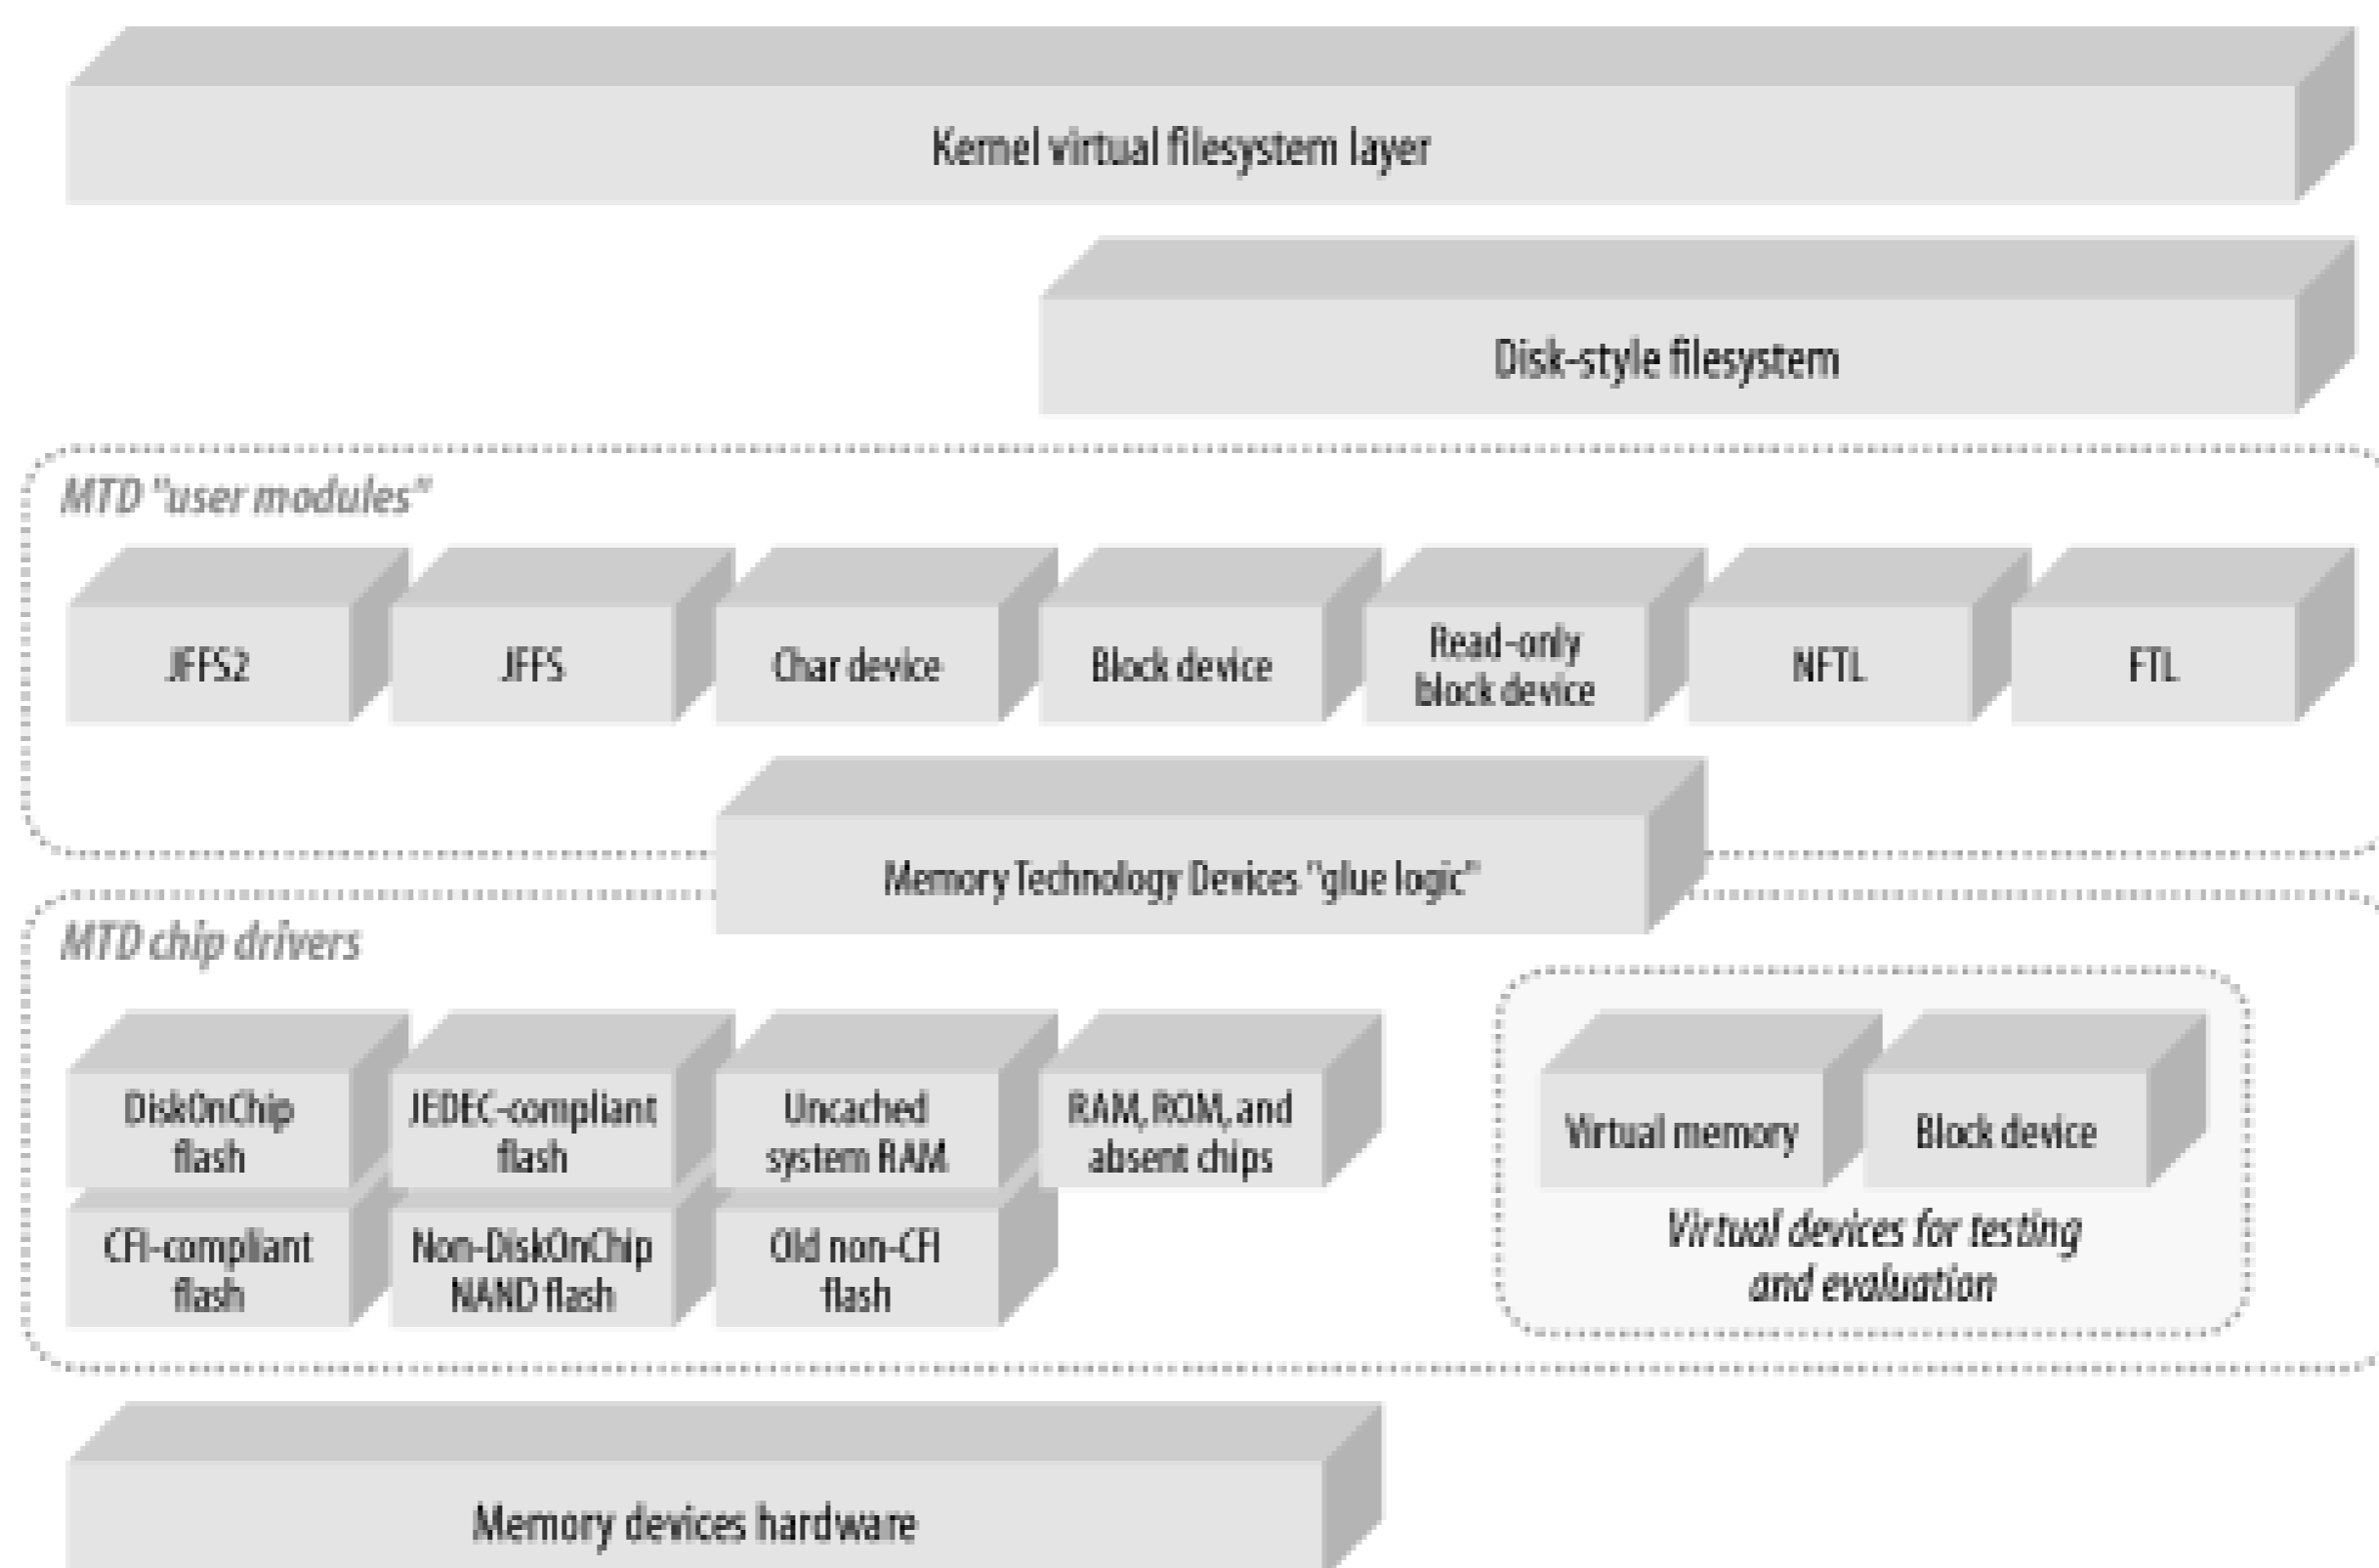 Kernel virtual filesystem layer
Disk-style filesystem
MTD "user modules"
JFFS2
JFFS
Char device
Block device
Read-only
block device
NFTL
FTL
Memory Technology Devices "glue logic"
MTD chip drivers
DiskOnChip
flash
JEDEC-compliant
flash
Uncached
system RAM
RAM, ROM, and
absent chips
Virtual memory
Block device
CFI-compliant
flash
Non-DiskOnChip
NAND flash
Old non-CFI
flash
Virtual devices for testing
and evaluation
Memory devices hardware